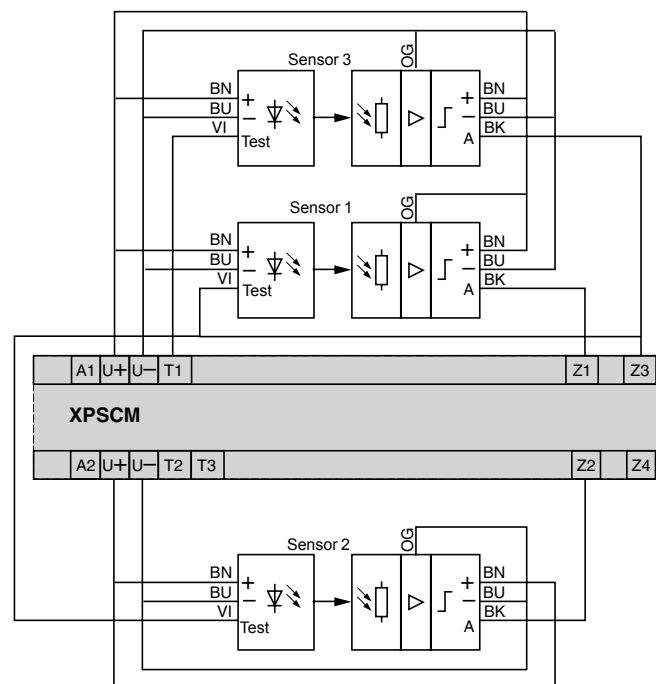 Sensor 3
OG
BN
BU
VI
+
−
Test
+
−
A
BN
BU
BK
Sensor 1
OG
BN
BU
VI
+
−
Test
+
−
A
BN
BU
BK
A1 U+ U− T1 Z1 Z3
XPSCM
A2 U+ U− T2 T3 Z2 Z4
Sensor 2
OG
BN
BU
VI
+
−
Test
+
−
A
BN
BU
BK